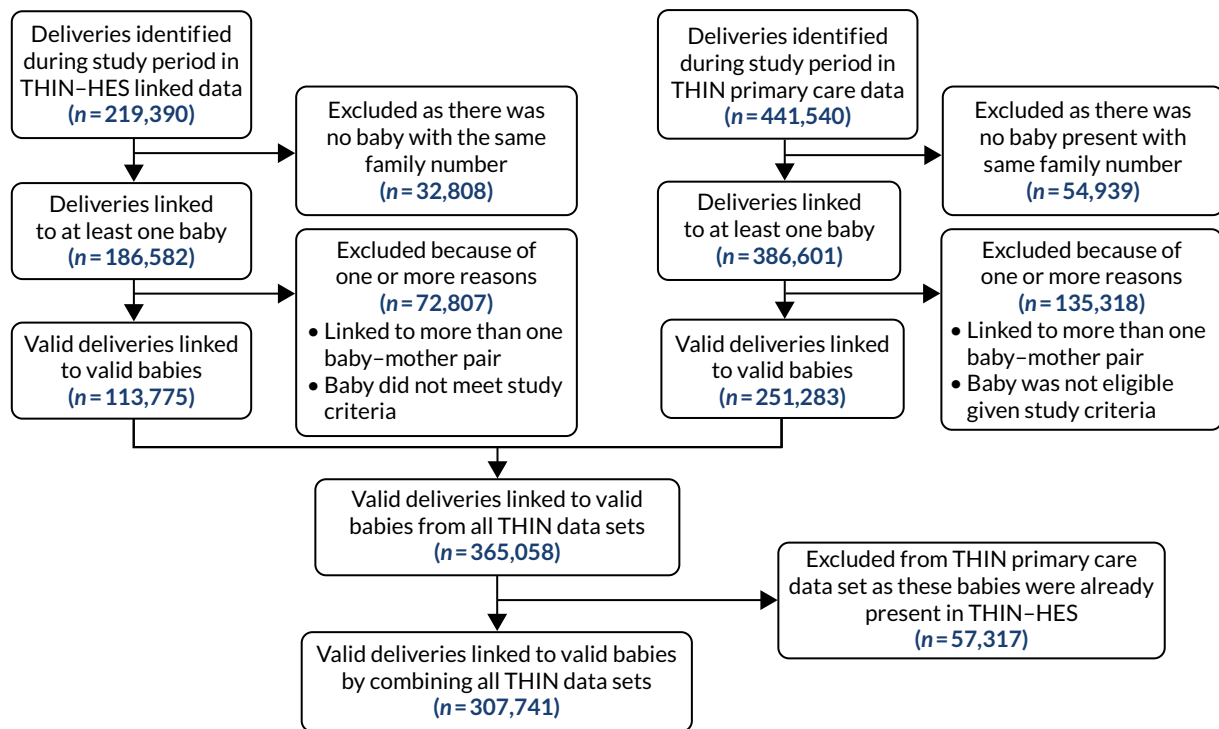 Deliveries identified
during study period in
THIN–HES linked data
(n = 219,390)
Excluded as there was
no baby with the same
family number
(n = 32,808)
Deliveries linked
to at least one baby
(n = 186,582)
Excluded because of
one or more reasons
(n = 72,807)
• Linked to more than one
baby–mother pair
• Baby did not meet study
criteria
Valid deliveries linked
to valid babies
(n = 113,775)
Deliveries identified
during study period in
THIN primary care data
(n = 441,540)
Excluded as there was
no baby present with
same family number
(n = 54,939)
Deliveries linked
to at least one baby
(n = 386,601)
Excluded because of
one or more reasons
(n = 135,318)
• Linked to more than one
baby–mother pair
• Baby was not eligible
given study criteria
Valid deliveries linked
to valid babies
(n = 251,283)
Valid deliveries linked to valid
babies from all THIN data sets
(n = 365,058)
Excluded from THIN primary care
data set as these babies were already
present in THIN–HES
(n = 57,317)
Valid deliveries linked to valid babies
by combining all THIN data sets
(n = 307,741)